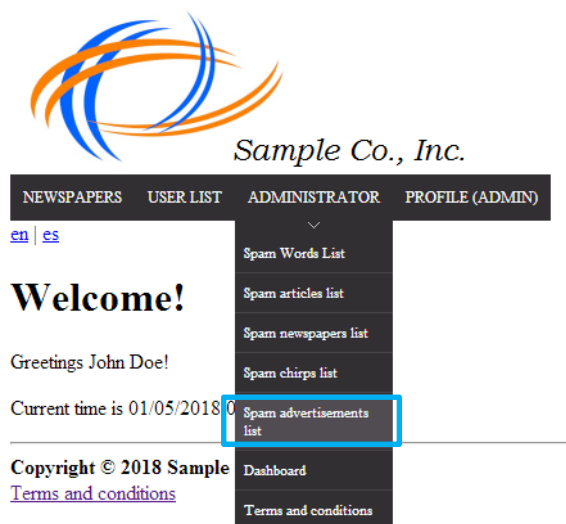 Sample Co., Inc.
NEWSPAPERS USER LIST ADMINISTRATOR PROFILE (ADMIN)
en | es
Spam Words List
Spam articles list
Spam newspapers list
Spam chirps list
Spam advertisements
list
Dashboard
Terms and conditions
Welcome!
Greetings John Doe!
Current time is 01/05/2018
Copyright © 2018 Sample
Terms and conditions